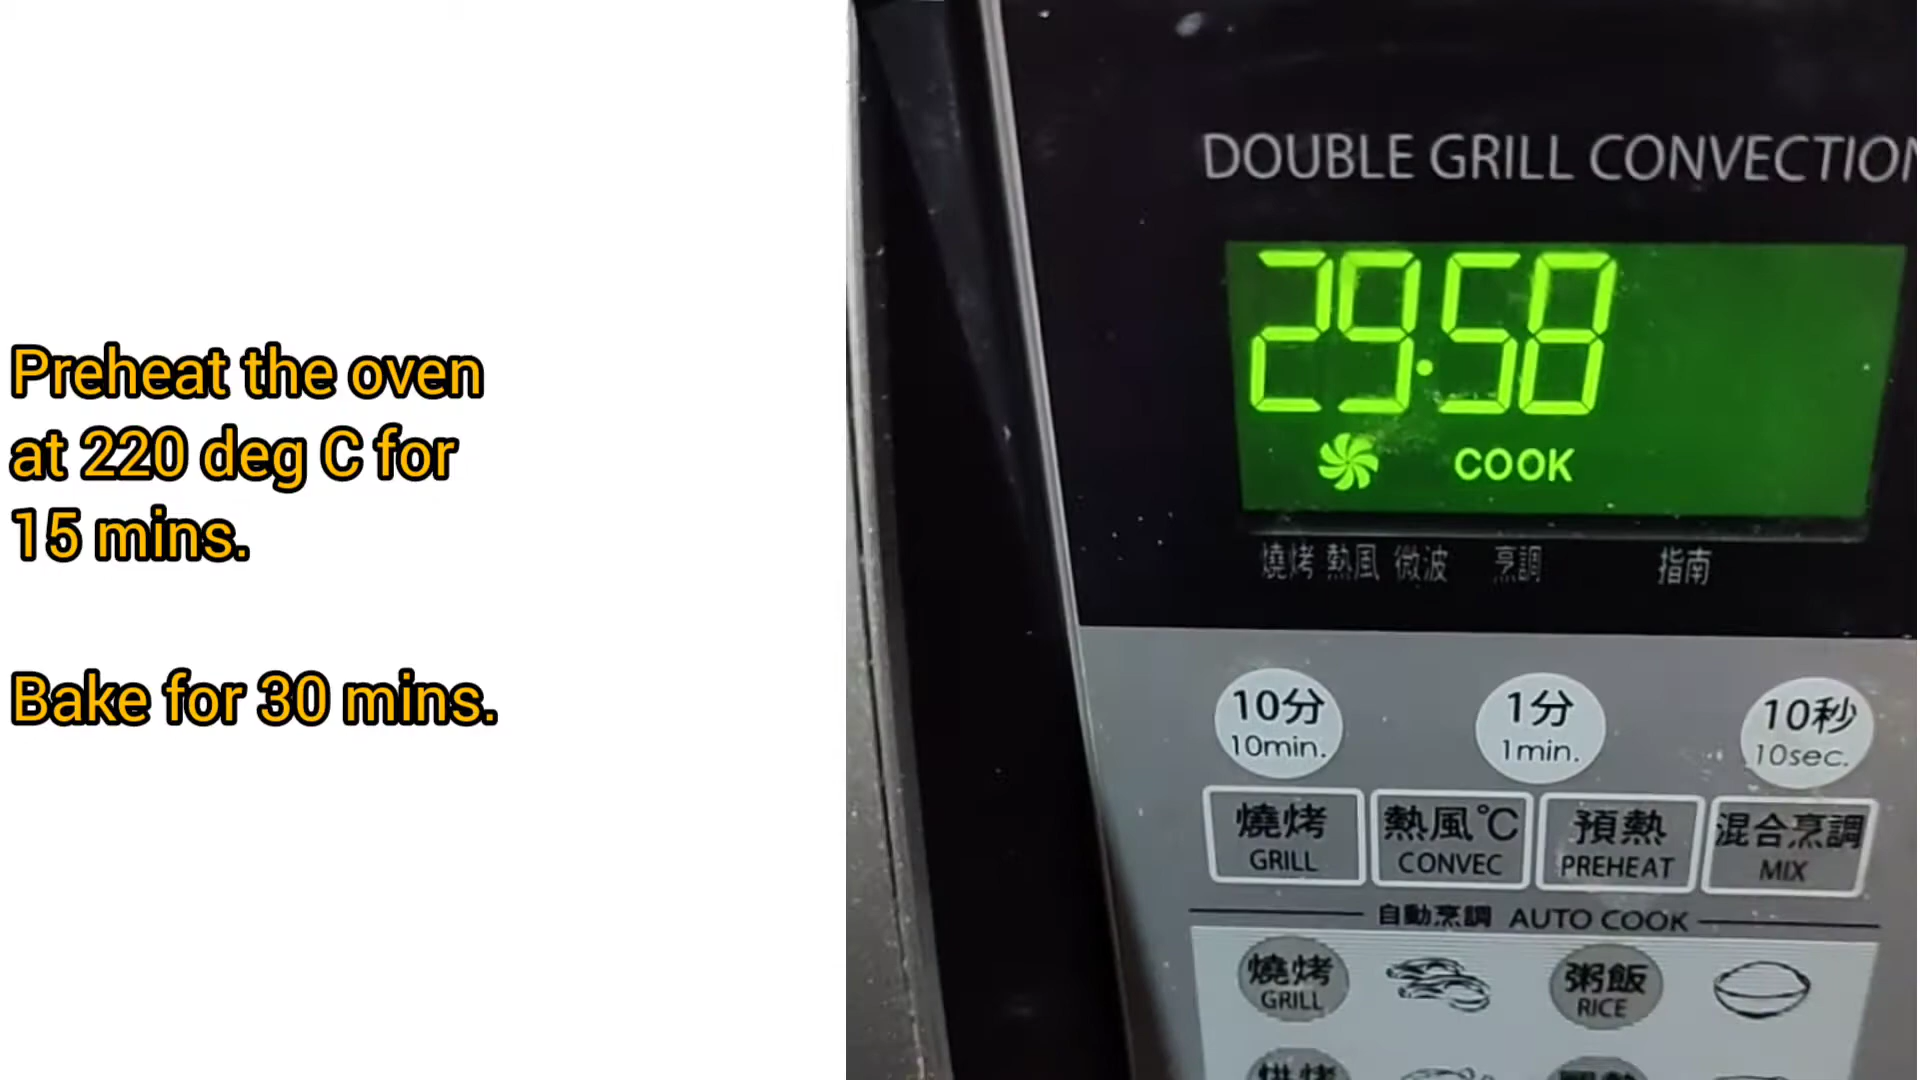 Preheat the oven
at 220 deg C for
15 mins.
Bake for 30 mins.
DOUBLE GRILL CONVECTION
29:58
COOK
燒烤 熱風 微波 烹調 指南
10分 1分 10秒
10min. 1min. 10sec.
燒烤 熱風℃ 預熱 混合烹調
GRILL CONVEC PREHEAT MIX
自動烹調 AUTO COOK
燒烤 粥飯
GRILL RICE